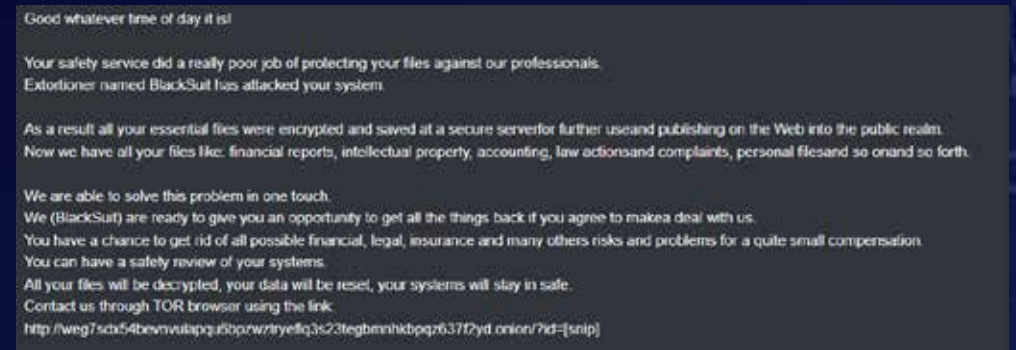 Good whatever time of day it is!
Your safety service did a really poor job of protecting your files against our professionals.
Extortioner named BlackSuit has attacked your system.
As a result all your essential files were encrypted and saved at a secure serverfor further useand publishing on the Web into the public realm.
Now we have all your files like: financial reports, intellectual property, accounting, law actionsand complaints, personal filesand so onand so forth.
We are able to solve this problem in one touch.
We (BlackSuit) are ready to give you an opportunity to get all the things back if you agree to makea deal with us.
You have a chance to get rid of all possible financial, legal, insurance and many others risks and problems for a quite small compensation.
You can have a safety review of your systems.
All your files will be decrypted, your data will be reset, your systems will stay in safe.
Contact us through TOR browser using the link: